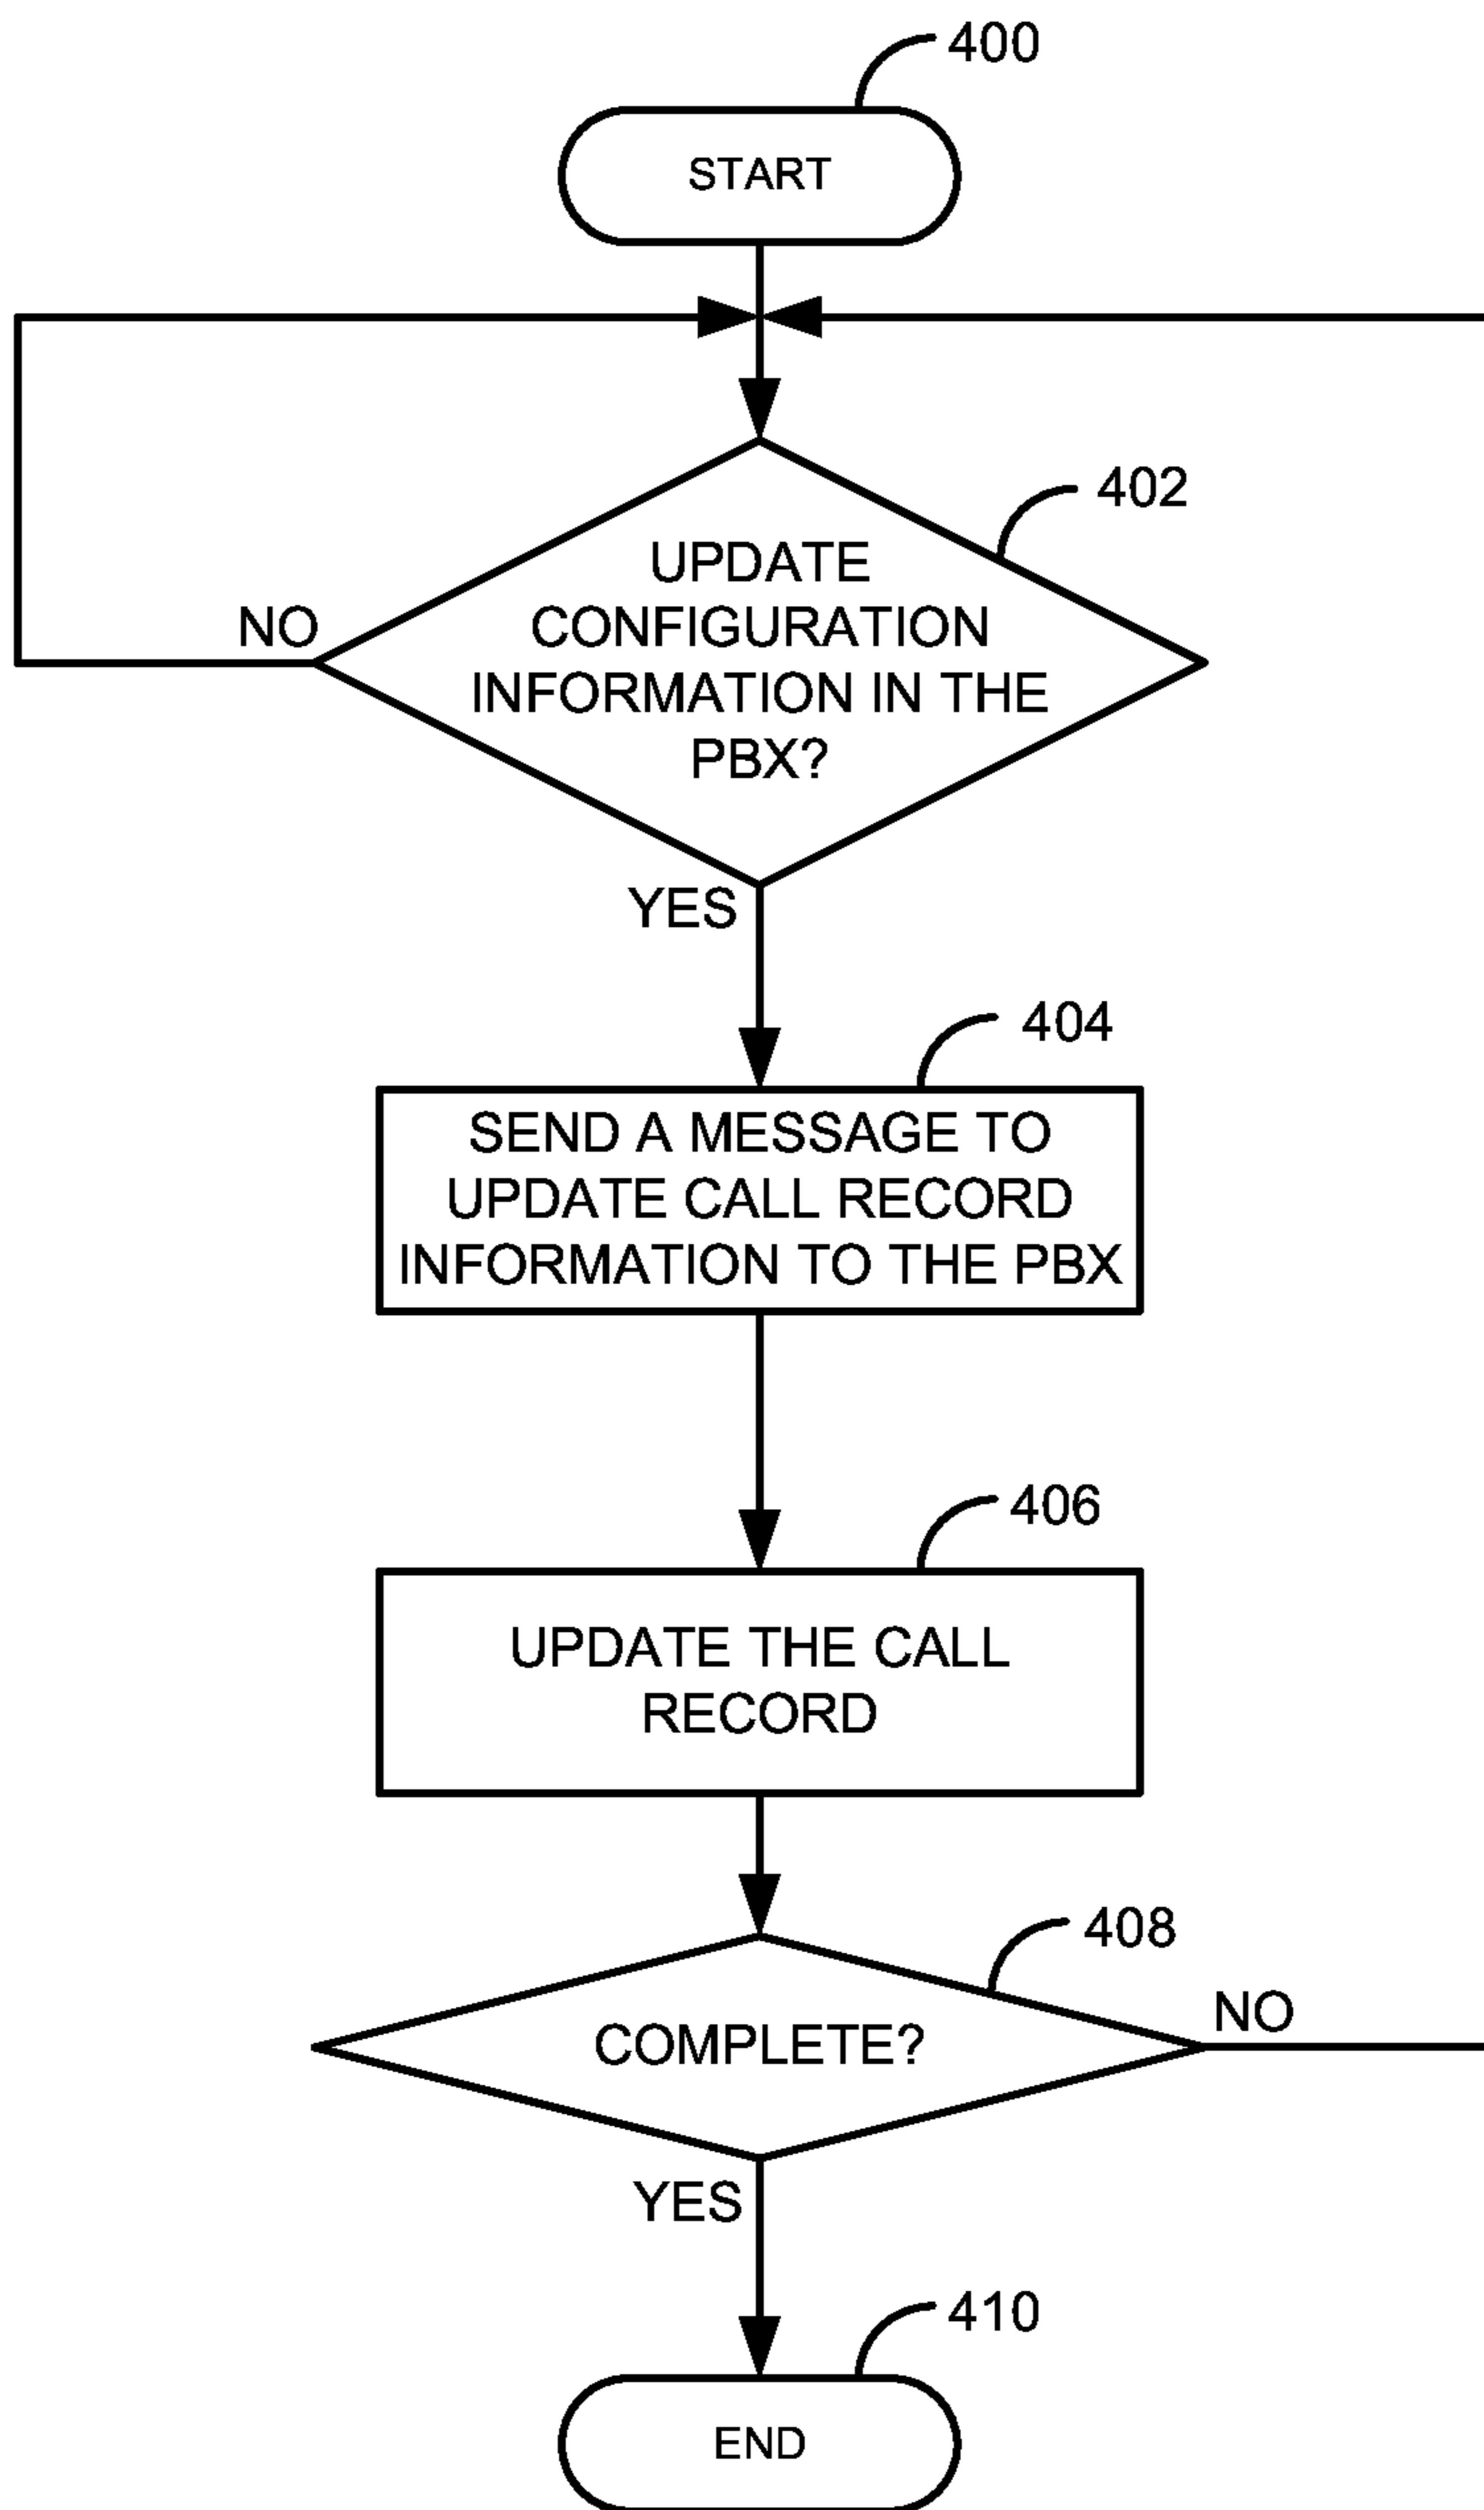 400
START
402
UPDATE
CONFIGURATION
INFORMATION IN THE
PBX?
NO
YES
404
SEND A MESSAGE TO
UPDATE CALL RECORD
INFORMATION TO THE PBX
406
UPDATE THE CALL
RECORD
408
COMPLETE?
NO
YES
410
END